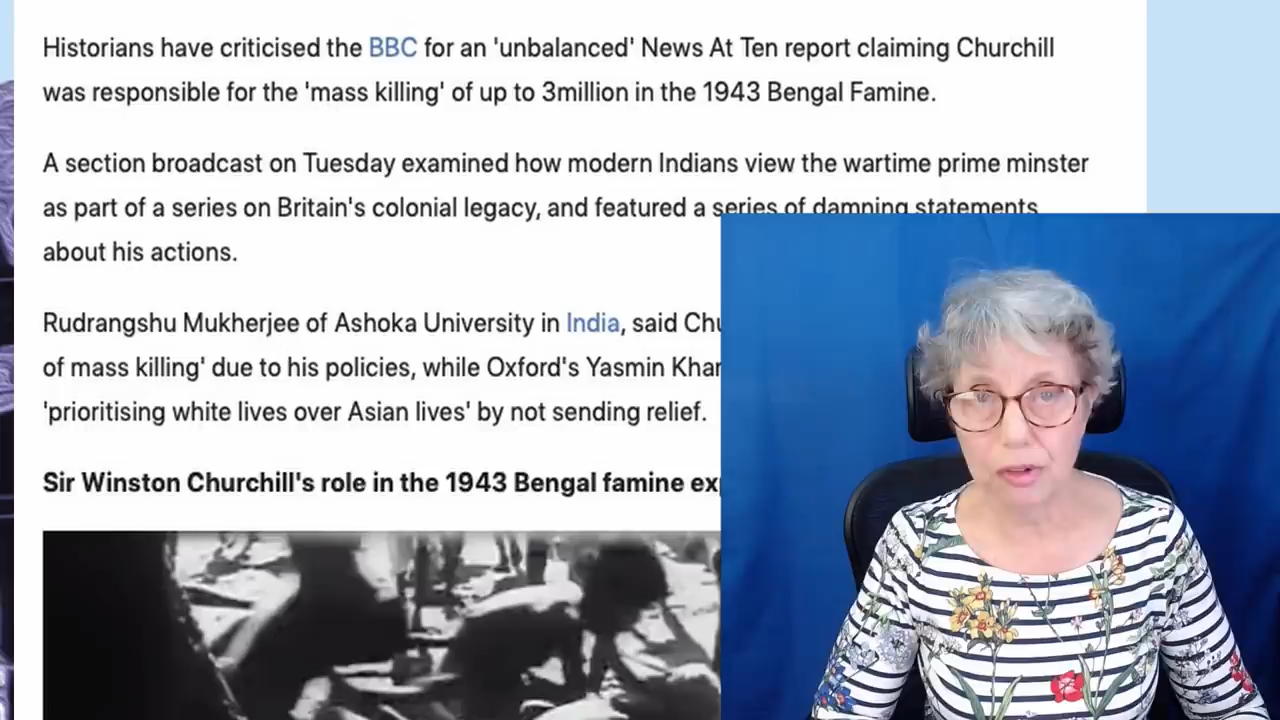 Historians have criticised the BBC for an 'unbalanced' News At Ten report claiming Churchill
was responsible for the 'mass killing' of up to 3million in the 1943 Bengal Famine.
A section broadcast on Tuesday examined how modern Indians view the wartime prime minster
as part of a series on Britain's colonial legacy, and featured a series of damning statements
about his actions.
Rudrangshu Mukherjee of Ashoka University in India, said
of mass killing' due to his policies, while Oxford's Yasmin
'prioritising white lives over Asian lives' by not sending relief.
Sir Winston Churchill's role in the 1943 Bengal famine